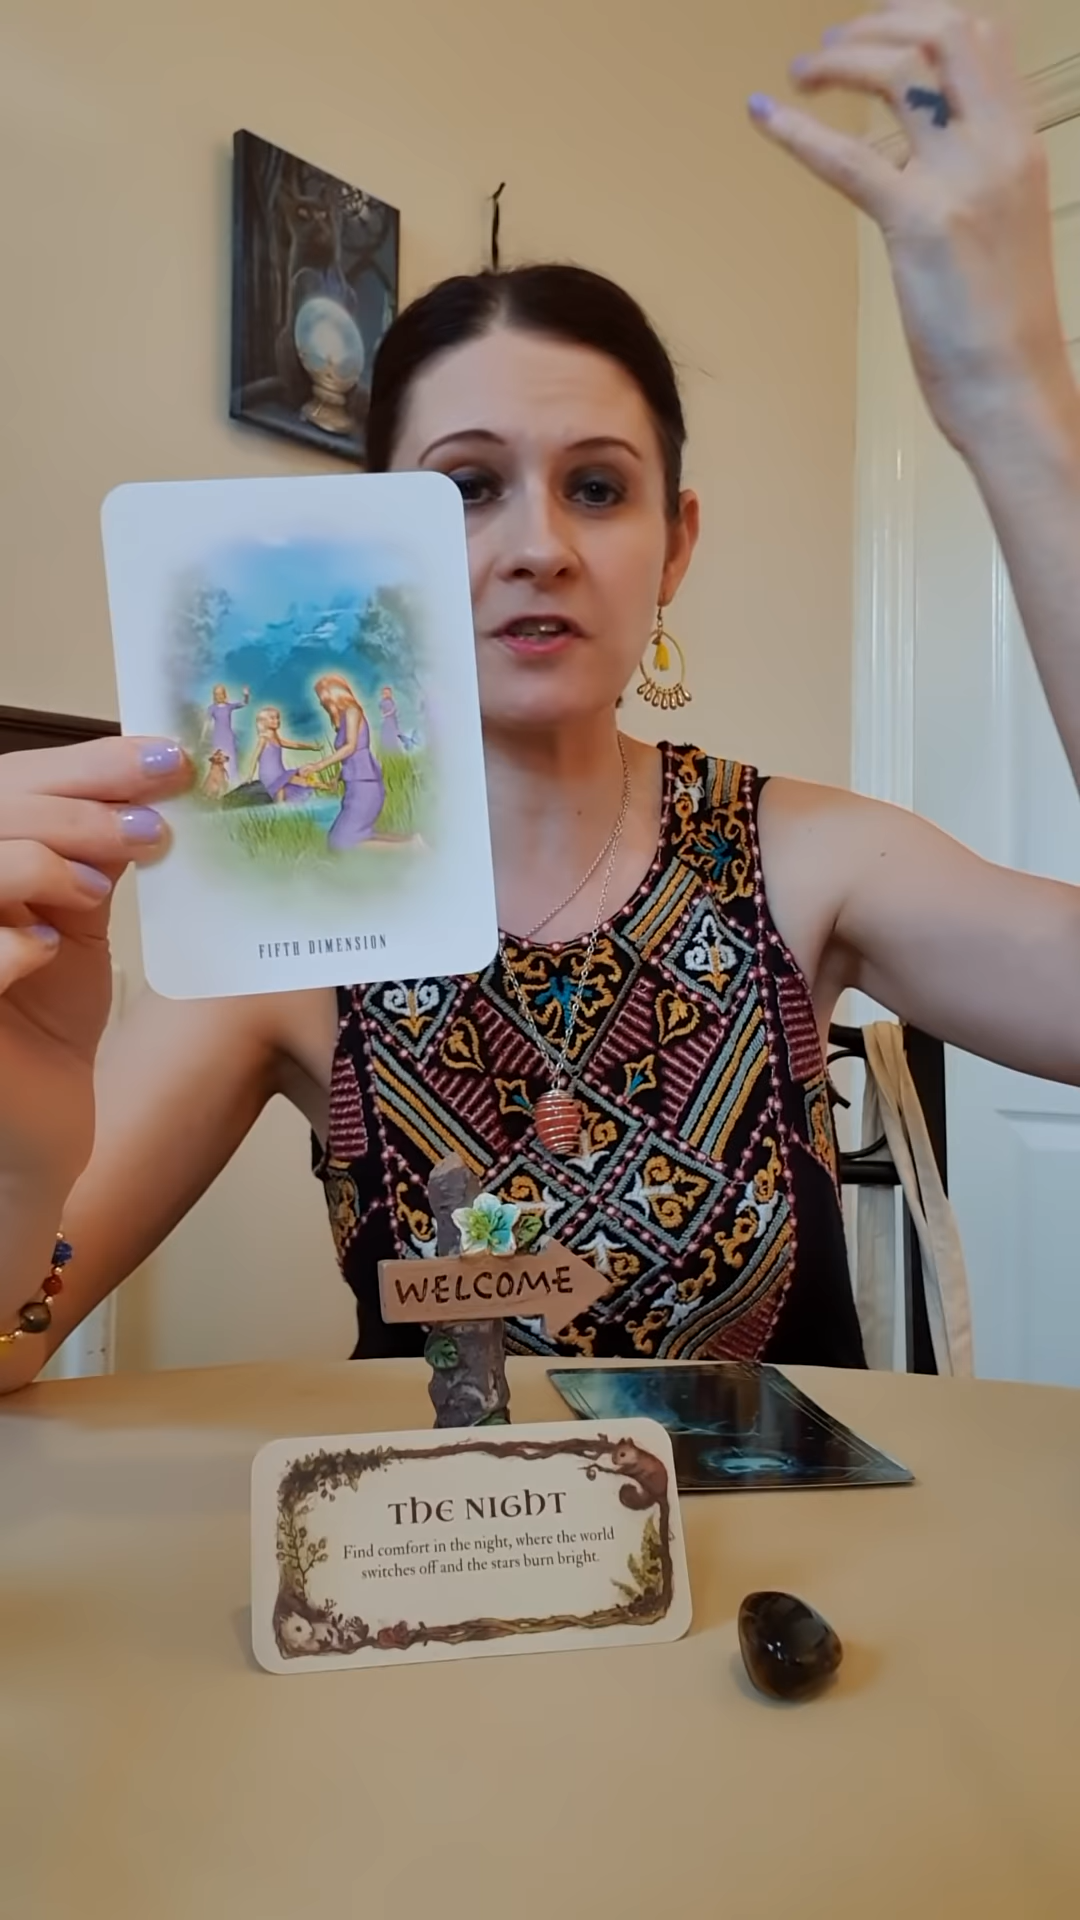 FIFTH DIMENSION
WELCOME
THE NIGHT
Find comfort in the night, where the world
switches off and the stars burn bright.